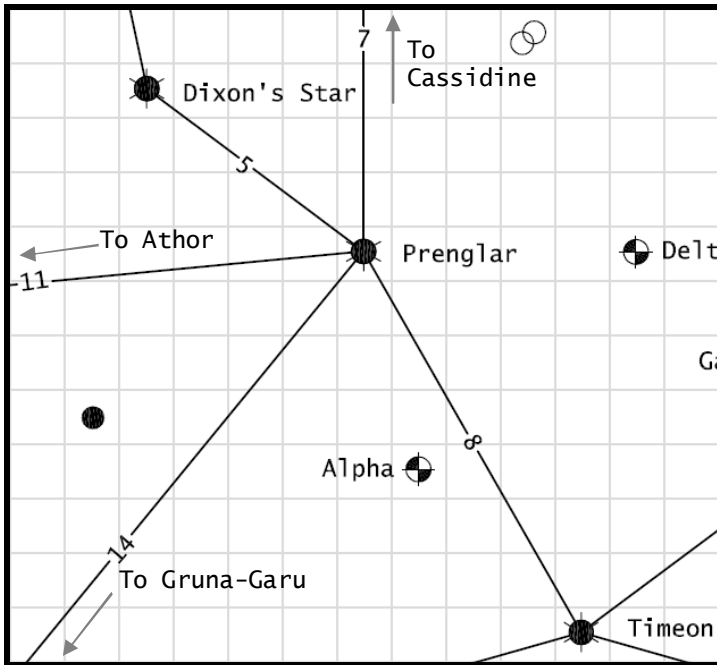 7
To
Cassidine
Dixon's Star
5
To Athor
Prenglar
Delt
11
Ga
8
Alpha
14
To Gruna-Garu
Timeon